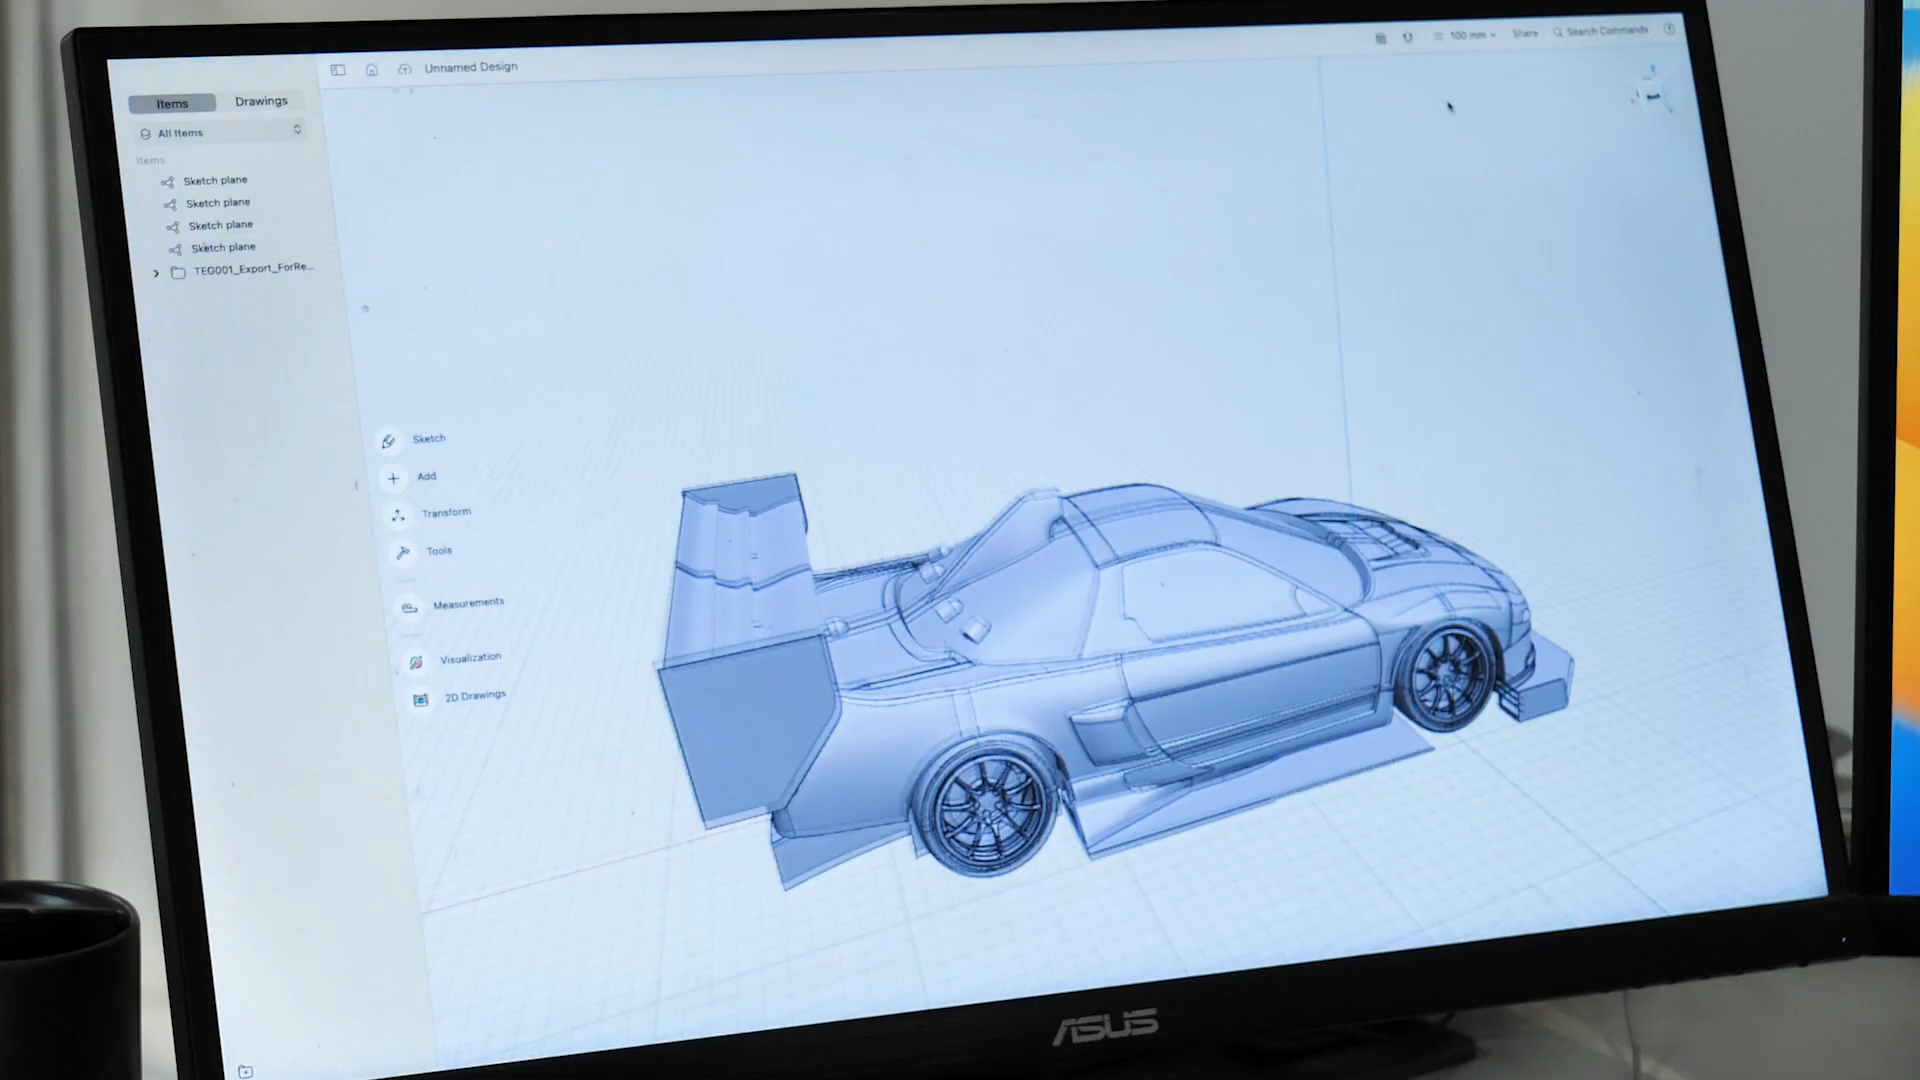 Unnamed Design
100 mm
Share
Search Commands
Items
Drawings
All Items
Items
Sketch plane
Sketch plane
Sketch plane
Sketch plane
TEG001_Export_ForRe...
Sketch
Add
Transform
Tools
Measurements
Visualization
2D Drawings
ASUS